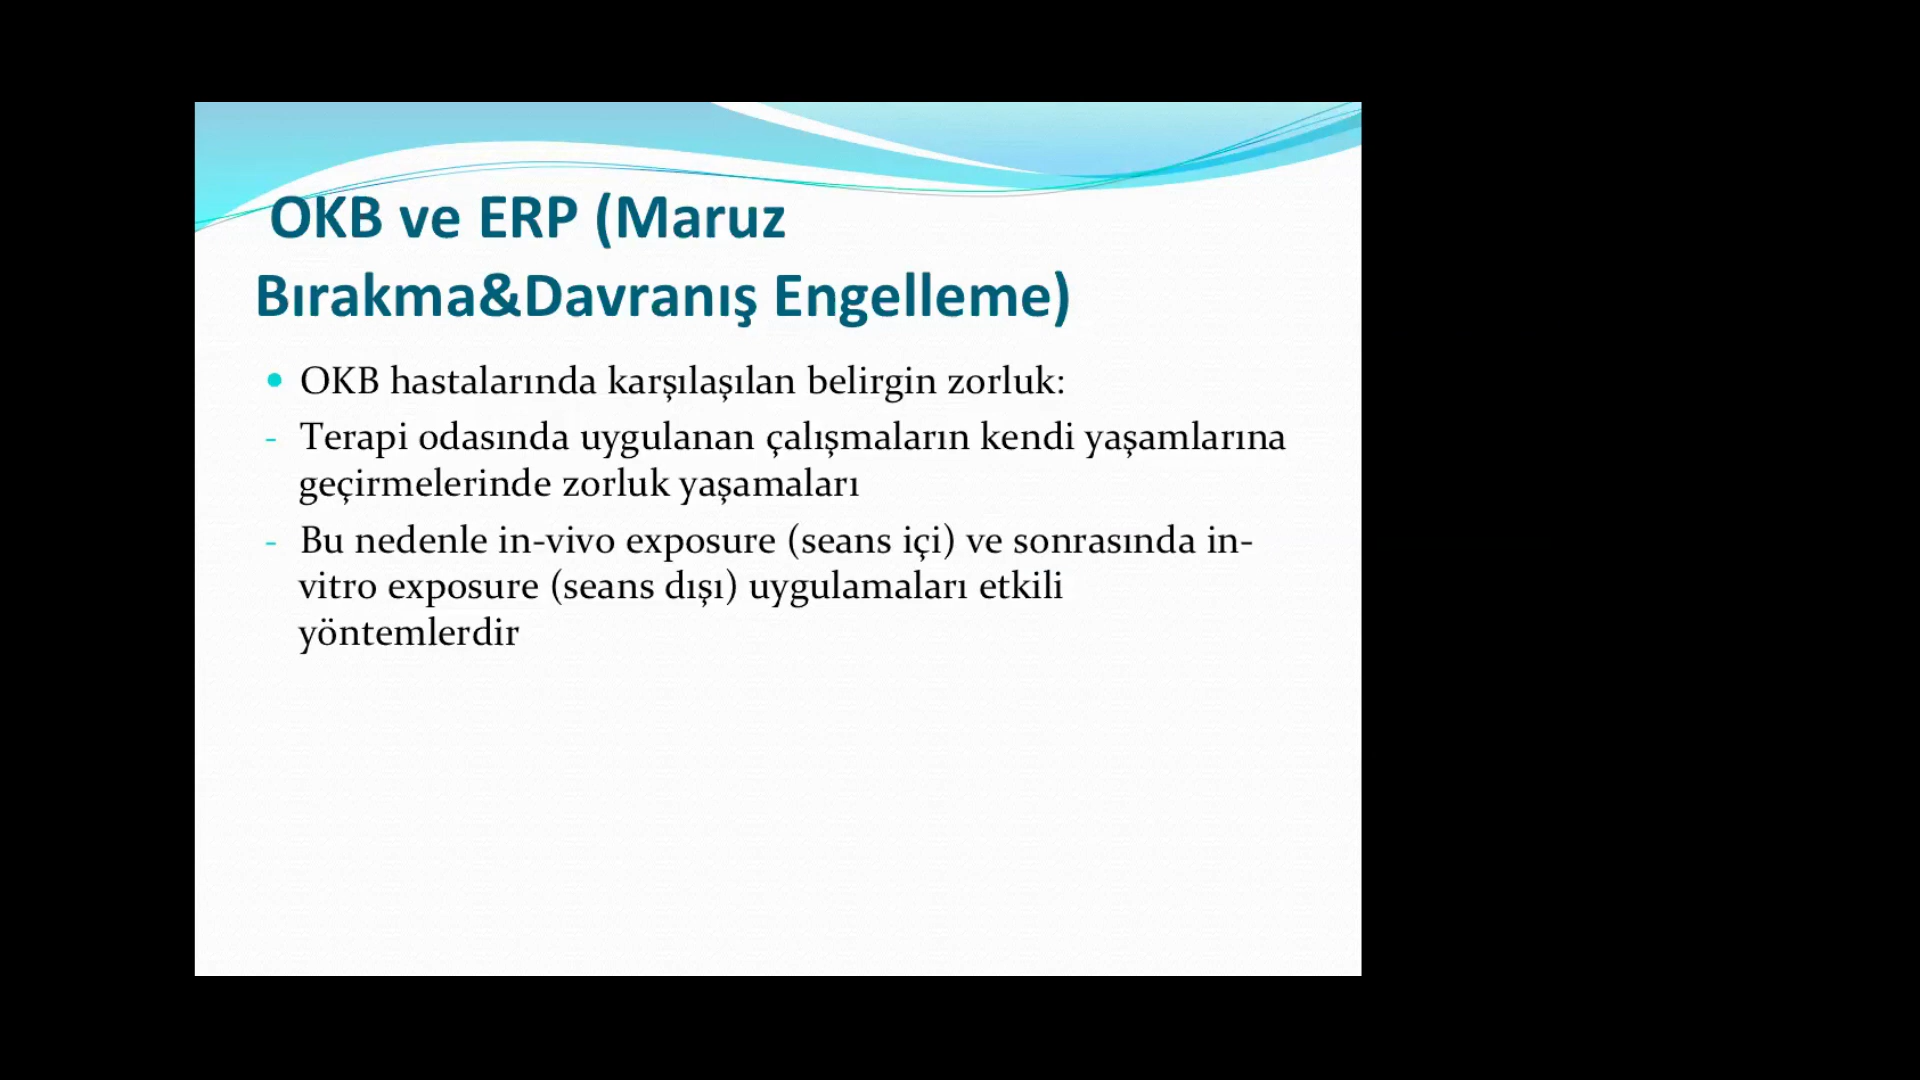 OKB ve ERP (Maruz
Bırakma&Davranış Engelleme)
• OKB hastalarında karşılaşılan belirgin zorluk:
- Terapi odasında uygulanan çalışmaların kendi yaşamlarına
geçirmelerinde zorluk yaşamaları
- Bu nedenle in-vivo exposure (seans içi) ve sonrasında in-
vitro exposure (seans dışı) uygulamaları etkili
yöntemlerdir